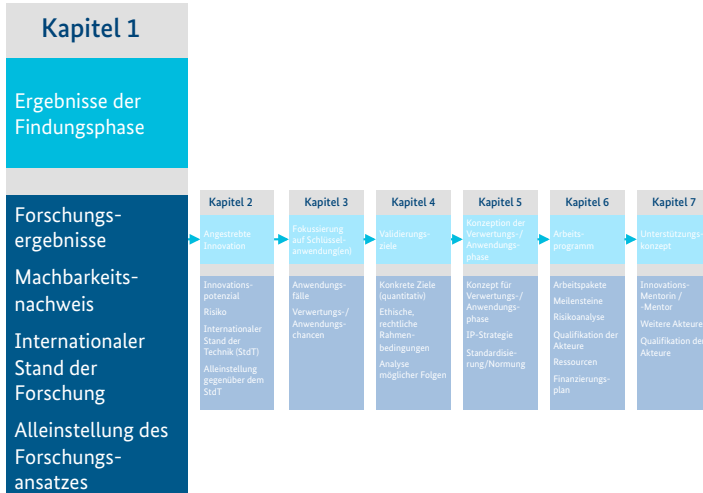 Kapitel 1
Ergebnisse der
Findungsphase
Forschungs-
ergebnisse
Machbarkeits-
nachweis
Internationaler
Stand der
Forschung
Alleinstellung des
Forschungs-
ansatzes
Kapitel 2
Angestrebte
Innovation
Innovations-
potenzial
Risiko
Internationaler
Stand der
Technik (StdT)
Alleinstellung
gegenüber dem
StdT
Kapitel 3
Fokussierung
auf Schlüssel-
anwendung(en)
Anwendungs-
fälle
Verwertungs-/
Anwendungs-
chancen
Kapitel 4
Validierungs-
ziele
Konkrete Ziele
(quantitativ)
Ethische,
rechtliche
Rahmen-
bedingungen
Analyse
möglicher Folgen
Kapitel 5
Konzeption der
Verwertungs-/
Anwendungs-
phase
Konzept für
Verwertungs-/
Anwendungs-
phase
IP-Strategie
Standardisie-
rung/Normung
Kapitel 6
Arbeits-
programm
Arbeitspakete
Meilensteine
Risikoanalyse
Qualifikation der
Akteure
Ressourcen
Finanzierungs-
plan
Kapitel 7
Unterstützungs-
konzept
Innovations-
Mentorin /
-Mentor
Weitere Akteure
Qualifikation der
Akteure